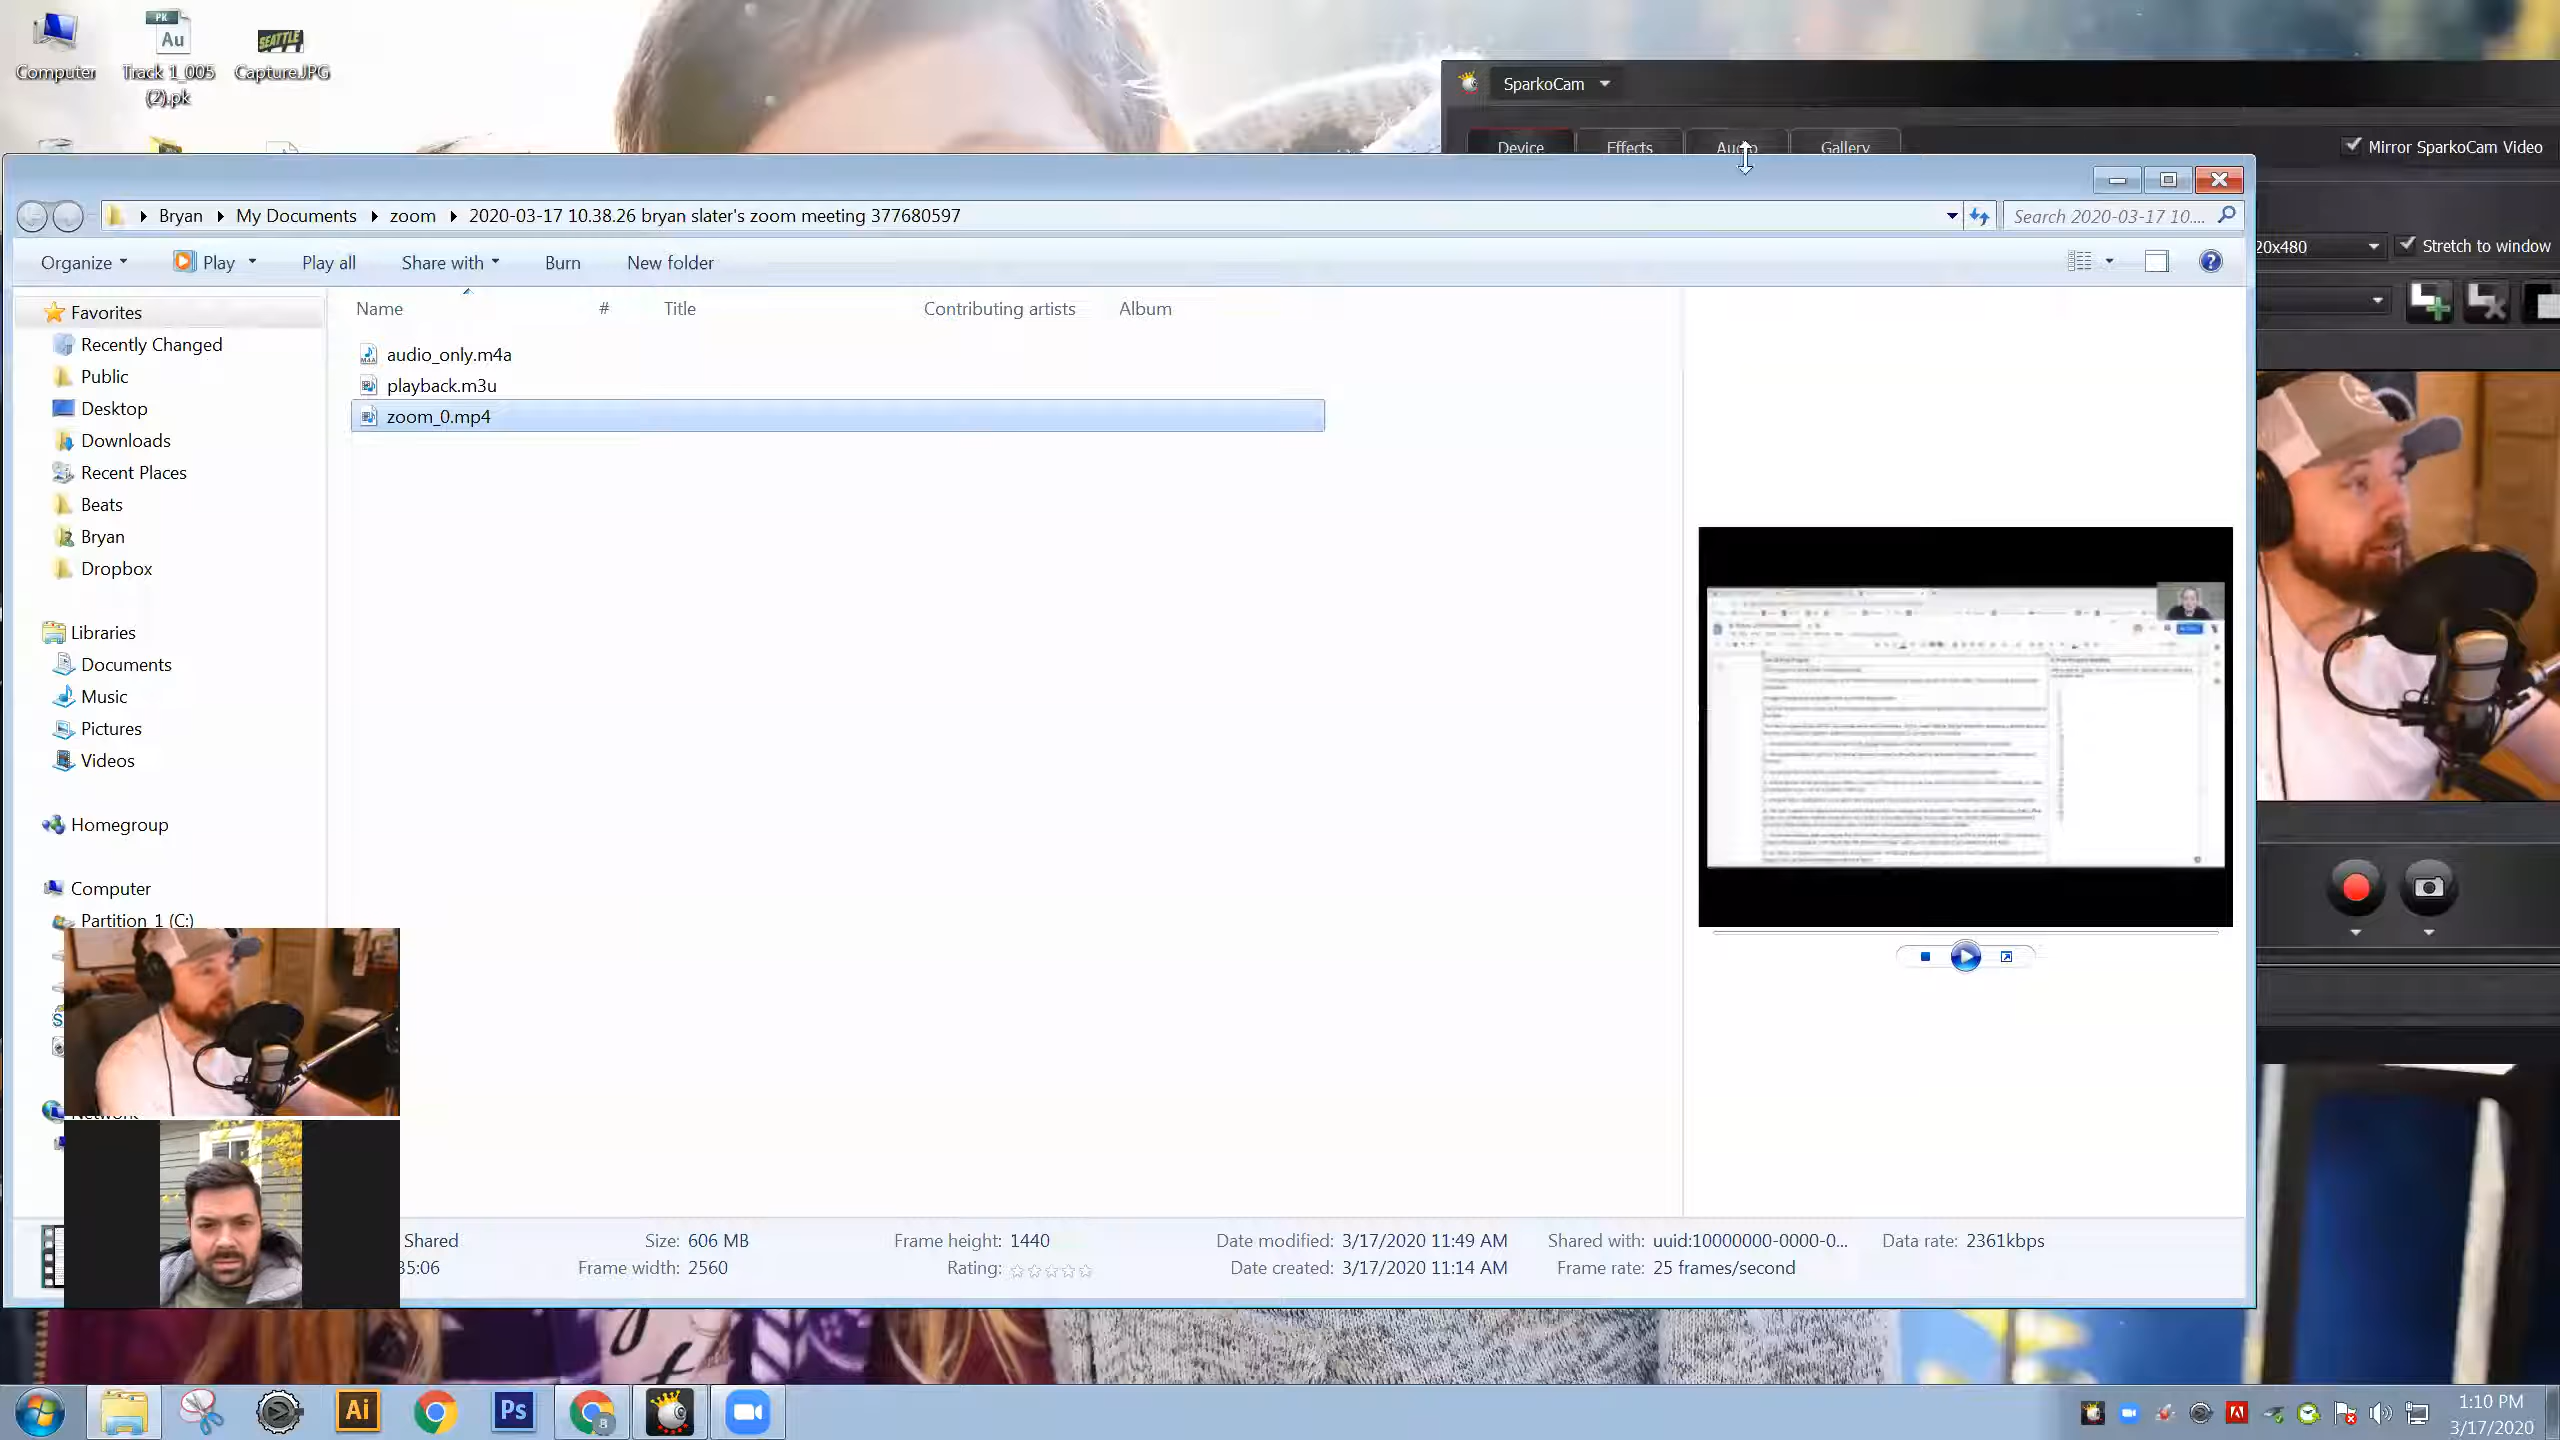 Computer
Track 1_005
(2).pk
Capture.JPG
PK
Au
SEATTLE
SparkoCam
Device
Effects
Audio
Gallery
Mirror SparkoCam Video
20x480
Stretch to window
Bryan
My Documents
zoom
2020-03-17 10.38.26 bryan slater's zoom meeting 377680597
Search 2020-03-17 10....
Organize
Play
Play all
Share with
Burn
New folder
Favorites
Recently Changed
Public
Desktop
Downloads
Recent Places
Beats
Bryan
Dropbox
Libraries
Documents
Music
Pictures
Videos
Homegroup
Computer
Partition 1 (C:)
Network
Name
#
Title
Contributing artists
Album
audio_only.m4a
playback.m3u
zoom_0.mp4
Shared
Size: 606 MB
Frame height: 1440
Date modified: 3/17/2020 11:49 AM
Shared with: uuid:10000000-0000-0...
Data rate: 2361kbps
35:06
Frame width: 2560
Rating:
Date created: 3/17/2020 11:14 AM
Frame rate: 25 frames/second
Ai
Ps
1:10 PM
3/17/2020